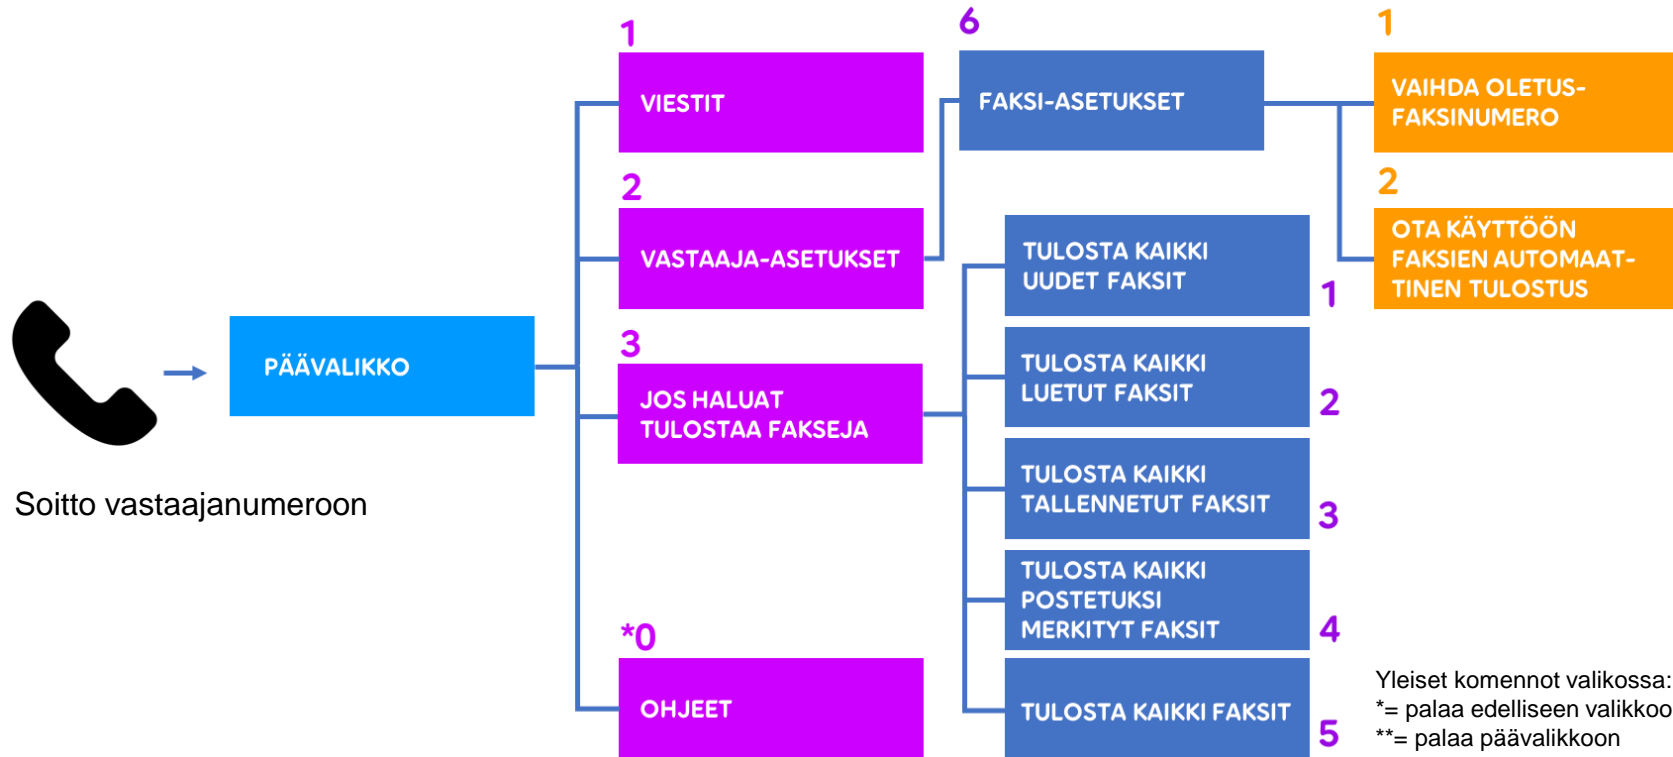 1
VIESTIT
2
VASTAAJA-ASETUKSET
3
JOS HALUAT
TULOSTAA FAKSEJA
*0
OHJEET
PÄÄVALIKKO
Soitto vastaajanumeroon
6
FAKSI-ASETUKSET
TULOSTA KAIKKI
UUDET FAKSIT
1
TULOSTA KAIKKI
LUETUT FAKSIT
2
TULOSTA KAIKKI
TALLENNETUT FAKSIT
3
TULOSTA KAIKKI
POSTETUKSI
MERKITYT FAKSIT
4
TULOSTA KAIKKI FAKSIT
5
1
VAIHDA OLETUS-
FAKSINUMERO
2
OTA KÄYTTÖÖN
FAKSIEN AUTOMAAT-
TINEN TULOSTUS
Yleiset komennot valikossa:
*= palaa edelliseen valikkoo
**= palaa päävalikkoon